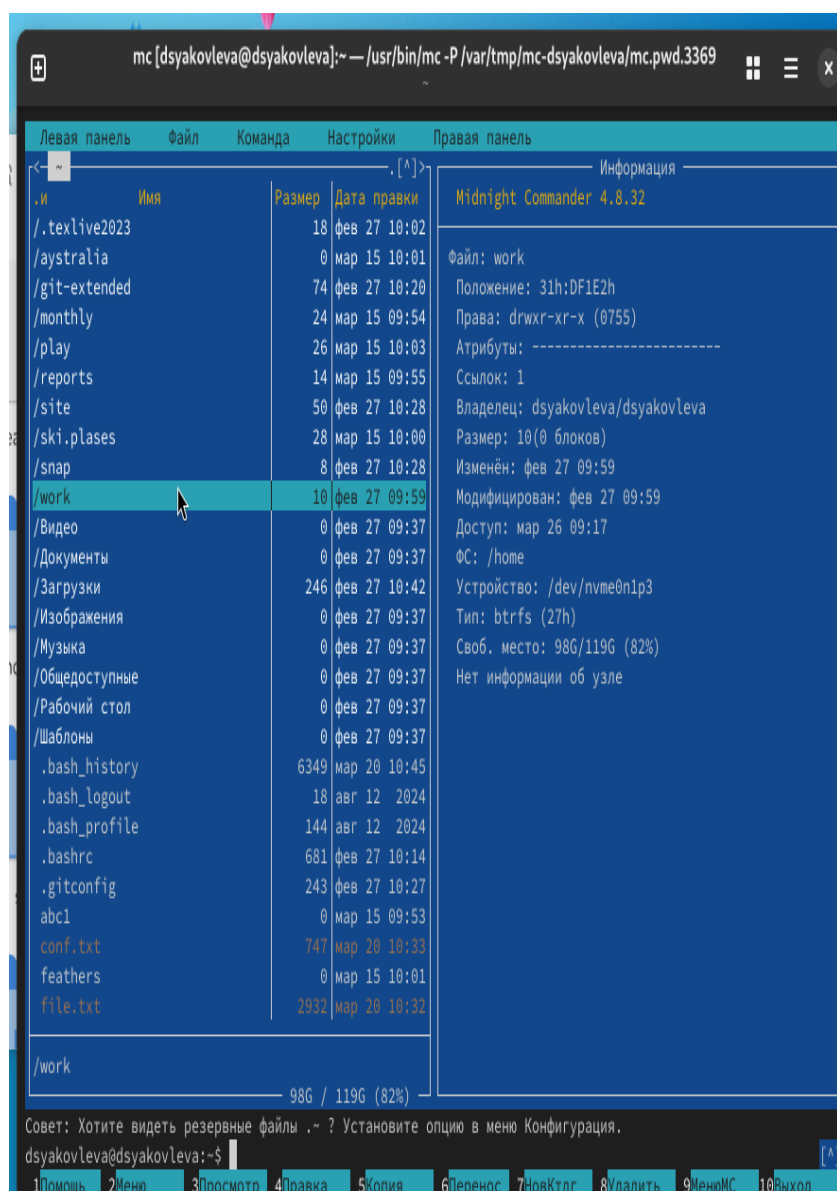 mc [dsyakovleva@dsyakovleva]:~ — /usr/bin/mc -P /var/tmp/mc-dsyakovleva/mc.pwd.3369
~
Левая панель Файл Команда Настройки Правая панель
<- ~ .[^]>
.и Имя Размер Дата правки
/.texlive2023 18 фев 27 10:02
/aystralia 0 мар 15 10:01
/git-extended 74 фев 27 10:20
/monthly 24 мар 15 09:54
/play 26 мар 15 10:03
/reports 14 мар 15 09:55
/site 50 фев 27 10:28
/ski.plases 28 мар 15 10:00
/snap 8 фев 27 10:28
/work 10 фев 27 09:59
/Видео 0 фев 27 09:37
/Документы 0 фев 27 09:37
/Загрузки 246 фев 27 10:42
/Изображения 0 фев 27 09:37
/Музыка 0 фев 27 09:37
/Общедоступные 0 фев 27 09:37
/Рабочий стол 0 фев 27 09:37
/Шаблоны 0 фев 27 09:37
.bash_history 6349 мар 20 10:45
.bash_logout 18 авг 12 2024
.bash_profile 144 авг 12 2024
.bashrc 681 фев 27 10:14
.gitconfig 243 фев 27 10:27
abc1 0 мар 15 09:53
conf.txt 747 мар 20 10:33
feathers 0 мар 15 10:01
file.txt 2932 мар 20 10:32
/work
98G / 119G (82%)
Информация
Midnight Commander 4.8.32
Файл: work
Положение: 31h:DF1E2h
Права: drwxr-xr-x (0755)
Атрибуты: -------------------------
Ссылок: 1
Владелец: dsyakovleva/dsyakovleva
Размер: 10(0 блоков)
Изменён: фев 27 09:59
Модифицирован: фев 27 09:59
Доступ: мар 26 09:17
ФС: /home
Устройство: /dev/nvme0n1p3
Тип: btrfs (27h)
Своб. место: 98G/119G (82%)
Нет информации об узле
Совет: Хотите видеть резервные файлы .~ ? Установите опцию в меню Конфигурация.
dsyakovleva@dsyakovleva:~$ [^
1Помощь 2Меню 3Просмотр 4Правка 5Копия 6Перенос 7НовКтлг 8Удалить 9МенюMC 10Выход